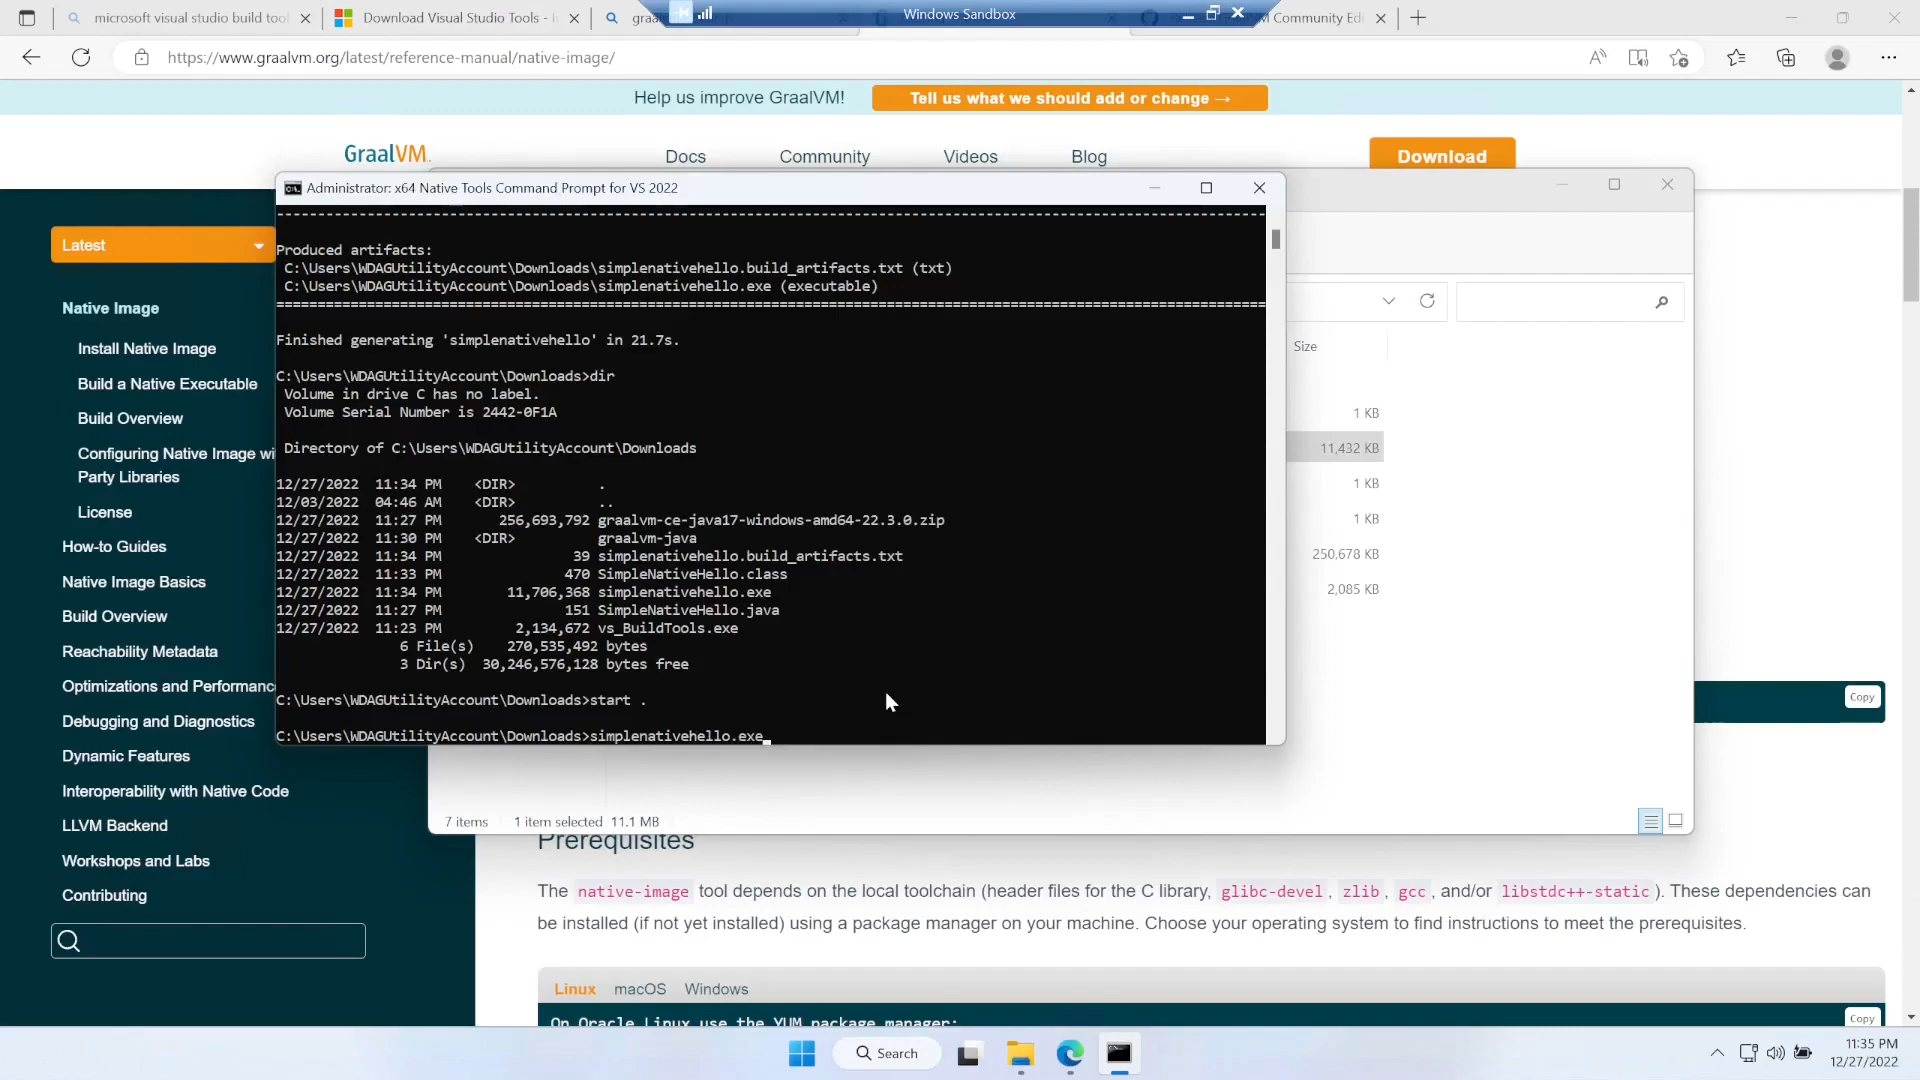 microsoft visual studio build tool
Download Visual Studio Tools - I
graa
Windows Sandbox
M Community Edi
https://www.graalvm.org/latest/reference-manual/native-image/
Help us improve GraalVM!
Tell us what we should add or change →
GraalVM
Docs
Community
Videos
Blog
Download
Administrator: x64 Native Tools Command Prompt for VS 2022
--------------------------------------------------------------------------------
Produced artifacts:
C:\Users\WDAGUtilityAccount\Downloads\simplenativehello.build_artifacts.txt (txt)
C:\Users\WDAGUtilityAccount\Downloads\simplenativehello.exe (executable)
================================================================================
Finished generating 'simplenativehello' in 21.7s.
C:\Users\WDAGUtilityAccount\Downloads>dir
Volume in drive C has no label.
Volume Serial Number is 2442-0F1A
Directory of C:\Users\WDAGUtilityAccount\Downloads
12/27/2022 11:34 PM <DIR> .
12/03/2022 04:46 AM <DIR> ..
12/27/2022 11:27 PM 256,693,792 graalvm-ce-java17-windows-amd64-22.3.0.zip
12/27/2022 11:30 PM <DIR> graalvm-java
12/27/2022 11:34 PM 39 simplenativehello.build_artifacts.txt
12/27/2022 11:33 PM 470 SimpleNativeHello.class
12/27/2022 11:34 PM 11,706,368 simplenativehello.exe
12/27/2022 11:27 PM 151 SimpleNativeHello.java
12/27/2022 11:23 PM 2,134,672 vs_BuildTools.exe
6 File(s) 270,535,492 bytes
3 Dir(s) 30,246,576,128 bytes free
C:\Users\WDAGUtilityAccount\Downloads>start .
C:\Users\WDAGUtilityAccount\Downloads>simplenativehello.exe
Latest
Native Image
Install Native Image
Build a Native Executable
Build Overview
Configuring Native Image wi
Party Libraries
License
How-to Guides
Native Image Basics
Build Overview
Reachability Metadata
Optimizations and Performanc
Debugging and Diagnostics
Dynamic Features
Interoperability with Native Code
LLVM Backend
Workshops and Labs
Contributing
Size
1 KB
11,432 KB
1 KB
1 KB
250,678 KB
2,085 KB
Copy
7 items 1 item selected 11.1 MB
Prerequisites
The native-image tool depends on the local toolchain (header files for the C library, glibc-devel, zlib, gcc, and/or libstdc++-static). These dependencies can
be installed (if not yet installed) using a package manager on your machine. Choose your operating system to find instructions to meet the prerequisites.
Linux macOS Windows
On Oracle Linux use the YUM package manager:
Copy
Search
11:35 PM
12/27/2022